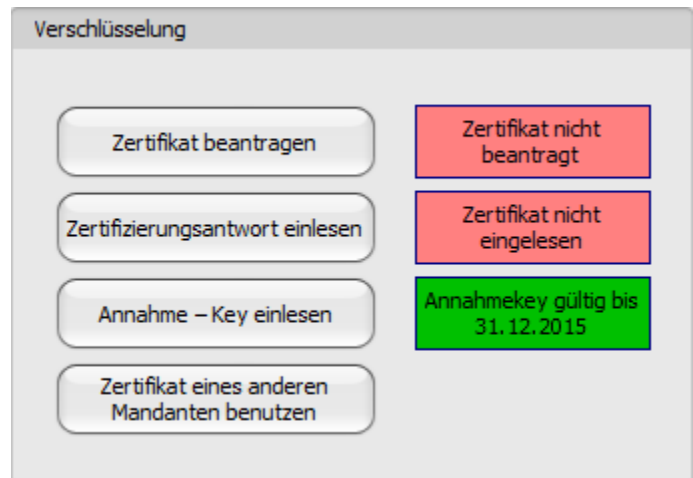 Verschlüsselung
Zertifikat beantragen
Zertifikat nicht
beantragt
Zertifizierungsantwort einlesen
Zertifikat nicht
eingelesen
Annahme – Key einlesen
Annahmekey gültig bis
31.12.2015
Zertifikat eines anderen
Mandanten benutzen